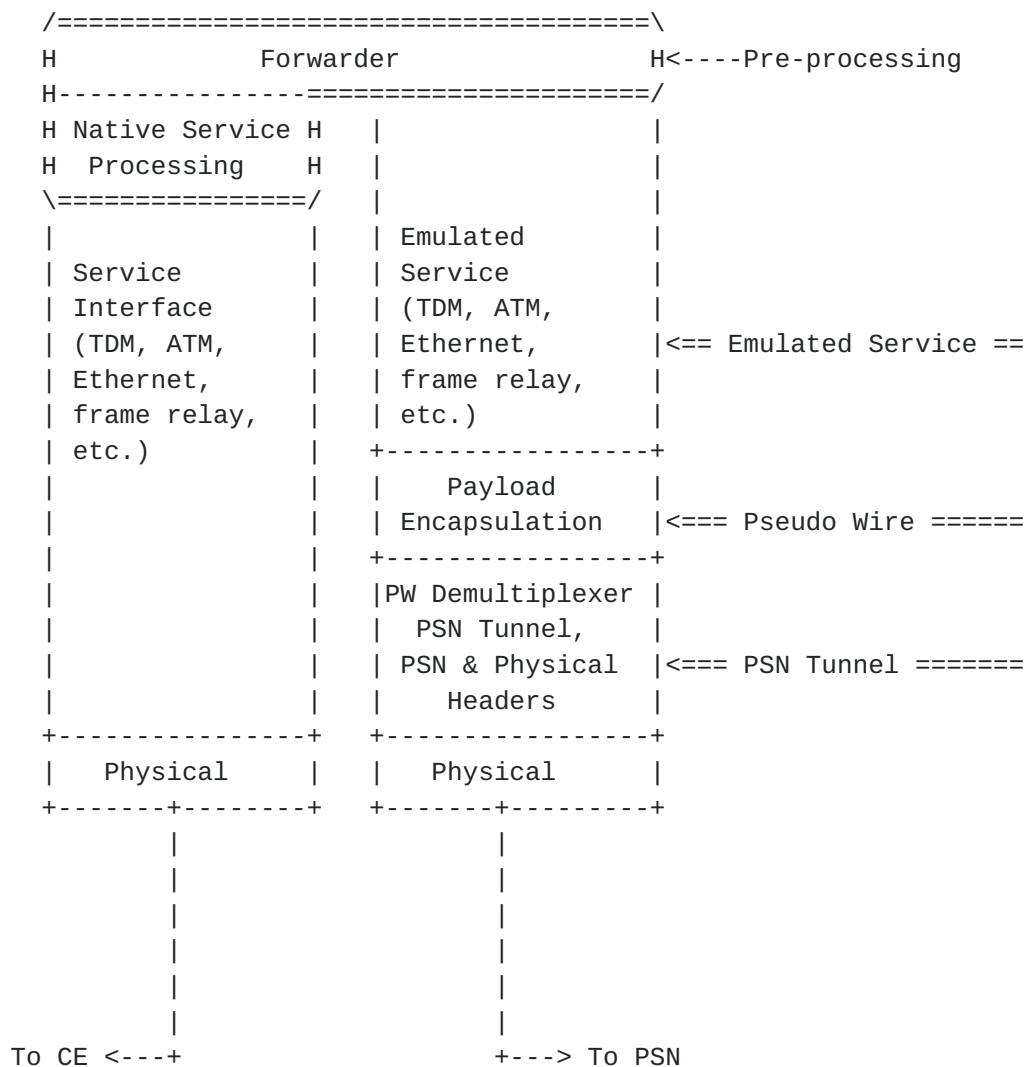 /======================================\
H             Forwarder                H<----Pre-processing
H----------------======================/
H Native Service H   |                 |
H  Processing    H   |                 |
\================/   |                 |
|                |   | Emulated        |
| Service        |   | Service         |
| Interface      |   | (TDM, ATM,      |
| (TDM, ATM,     |   | Ethernet,       |<== Emulated Service ==
| Ethernet,      |   | frame relay,    |
| frame relay,   |   | etc.)           |
| etc.)          |   +-----------------+
|                |   |    Payload      |
|                |   | Encapsulation   |<=== Pseudo Wire ======
|                |   +-----------------+
|                |   |PW Demultiplexer |
|                |   |  PSN Tunnel,    |
|                |   | PSN & Physical  |<=== PSN Tunnel =======
|                |   |    Headers      |
+----------------+   +-----------------+
|   Physical     |   |   Physical      |
+-------+--------+   +-------+---------+
        |                    |
        |                    |
        |                    |
        |                    |
        |                    |
        |                    |
To CE <---+                    +---> To PSN